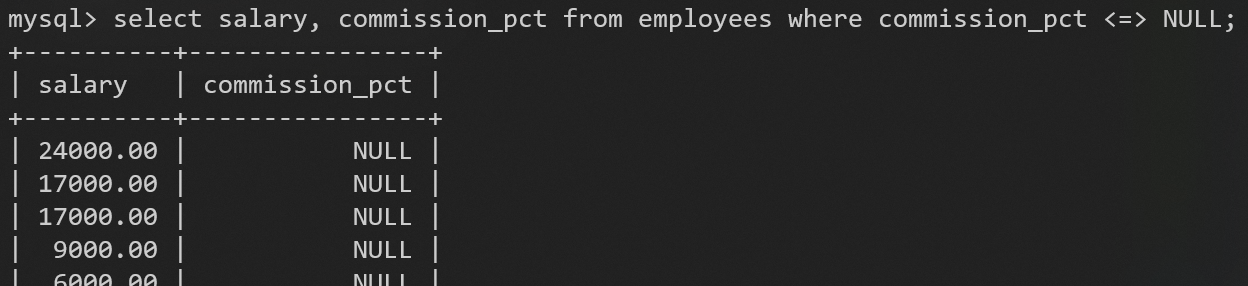 mysql> select salary, commission_pct from employees where commission_pct <=> NULL;
+----------+----------------+
| salary   | commission_pct |
+----------+----------------+
| 24000.00 |           NULL |
| 17000.00 |           NULL |
| 17000.00 |           NULL |
|  9000.00 |           NULL |
|  6000.00 |           NULL |